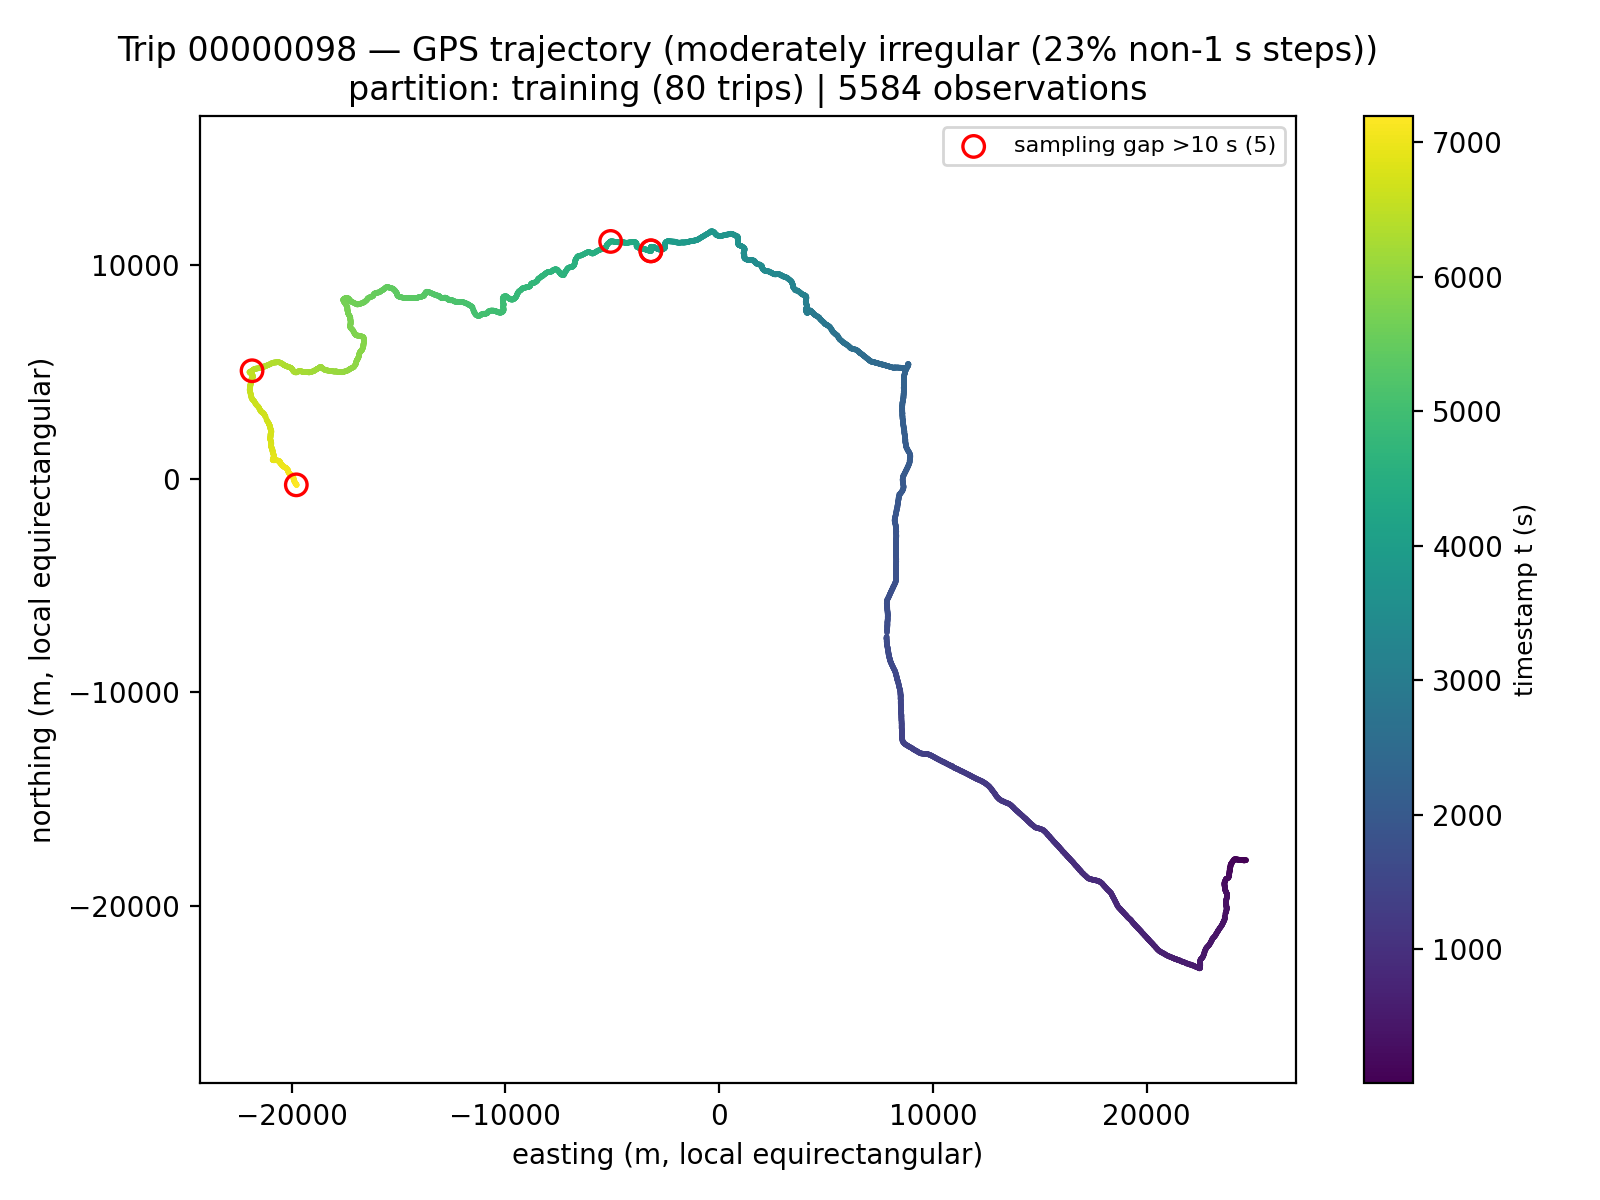 Trip 00000098 — GPS trajectory (moderately irregular (23% non-1 s steps))
partition: training (80 trips) | 5584 observations
sampling gap >10 s (5)
northing (m, local equirectangular)
10000
0
−10000
−20000
−20000
−10000
0
10000
20000
easting (m, local equirectangular)
7000
6000
5000
4000
3000
2000
1000
timestamp t (s)